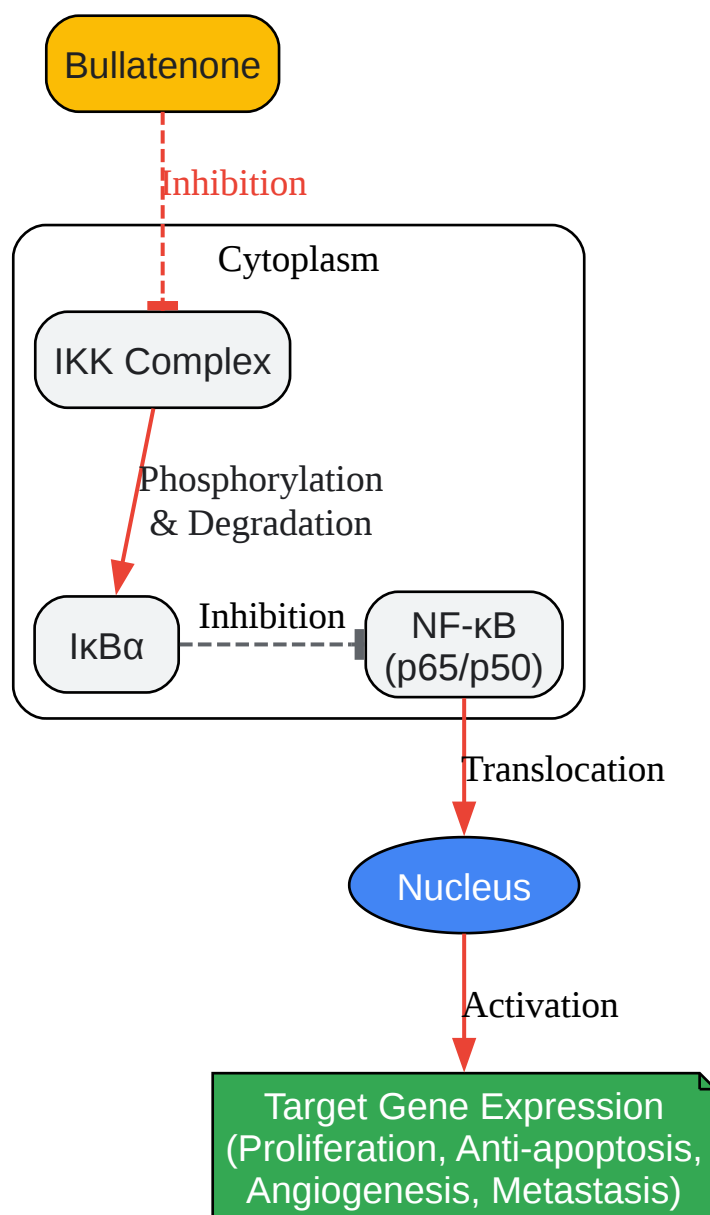 Bullatenone
Inhibition
Cytoplasm
IKK Complex
Phosphorylation
& Degradation
IκBα
Inhibition
NF-κB
(p65/p50)
Translocation
Nucleus
Activation
Target Gene Expression
(Proliferation, Anti-apoptosis,
Angiogenesis, Metastasis)